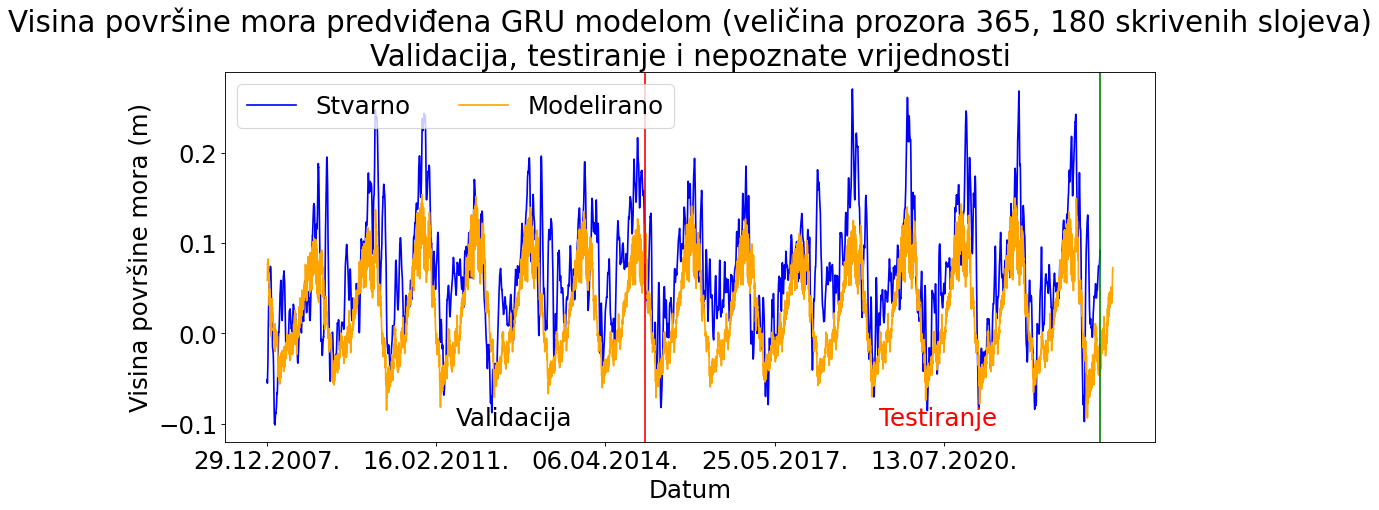 Visina površine mora predviđena GRU modelom (veličina prozora 365, 180 skrivenih slojeva)
Validacija, testiranje i nepoznate vrijednosti
Stvarno
Modelirano
Visina površine mora (m)
0.2
0.1
0.0
−0.1
Validacija
Testiranje
29.12.2007.
16.02.2011.
06.04.2014.
25.05.2017.
13.07.2020.
Datum